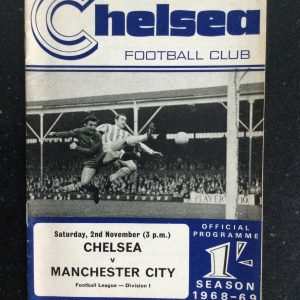 Chelsea
FOOTBALL CLUB
PLAYER'S
Saturday, 2nd November (3 p.m.)
CHELSEA
v
MANCHESTER CITY
Football League — Division I
OFFICIAL
PROGRAMME
1/-
SEASON
1968-69